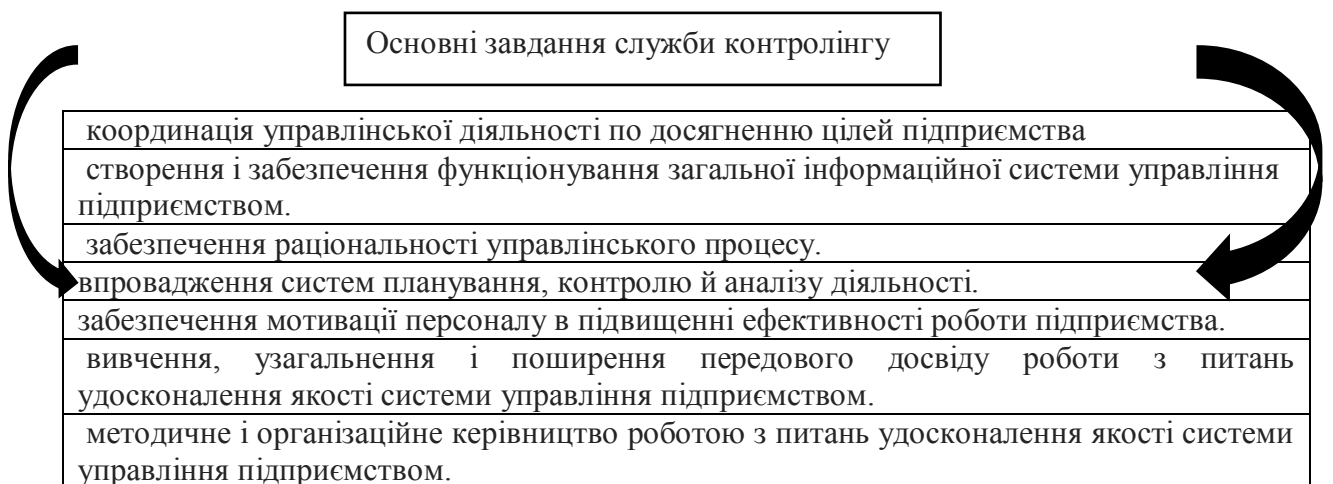 Основні завдання служби контролінгу
координація управлінської діяльності по досягненню цілей підприємства
створення і забезпечення функціонування загальної інформаційної системи управління
підприємством.
забезпечення раціональності управлінського процесу.
впровадження систем планування, контролю й аналізу діяльності.
забезпечення мотивації персоналу в підвищенні ефективності роботи підприємства.
вивчення, узагальнення і поширення передового досвіду роботи з питань
удосконалення якості системи управління підприємством.
методичне і організаційне керівництво роботою з питань удосконалення якості системи
управління підприємством.